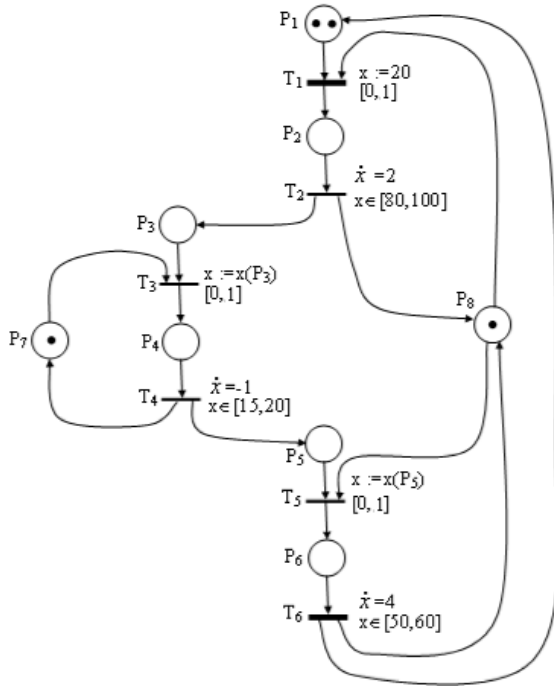 P1
T1
x :=20
[0,1]
P2
T2
ẋ =2
x∈[80,100]
P3
T3
x :=x(P3)
[0,1]
P7
P4
P8
T4
ẋ=-1
x∈[15,20]
P5
T5
x :=x(P5)
[0,1]
P6
T6
ẋ=4
x∈[50,60]